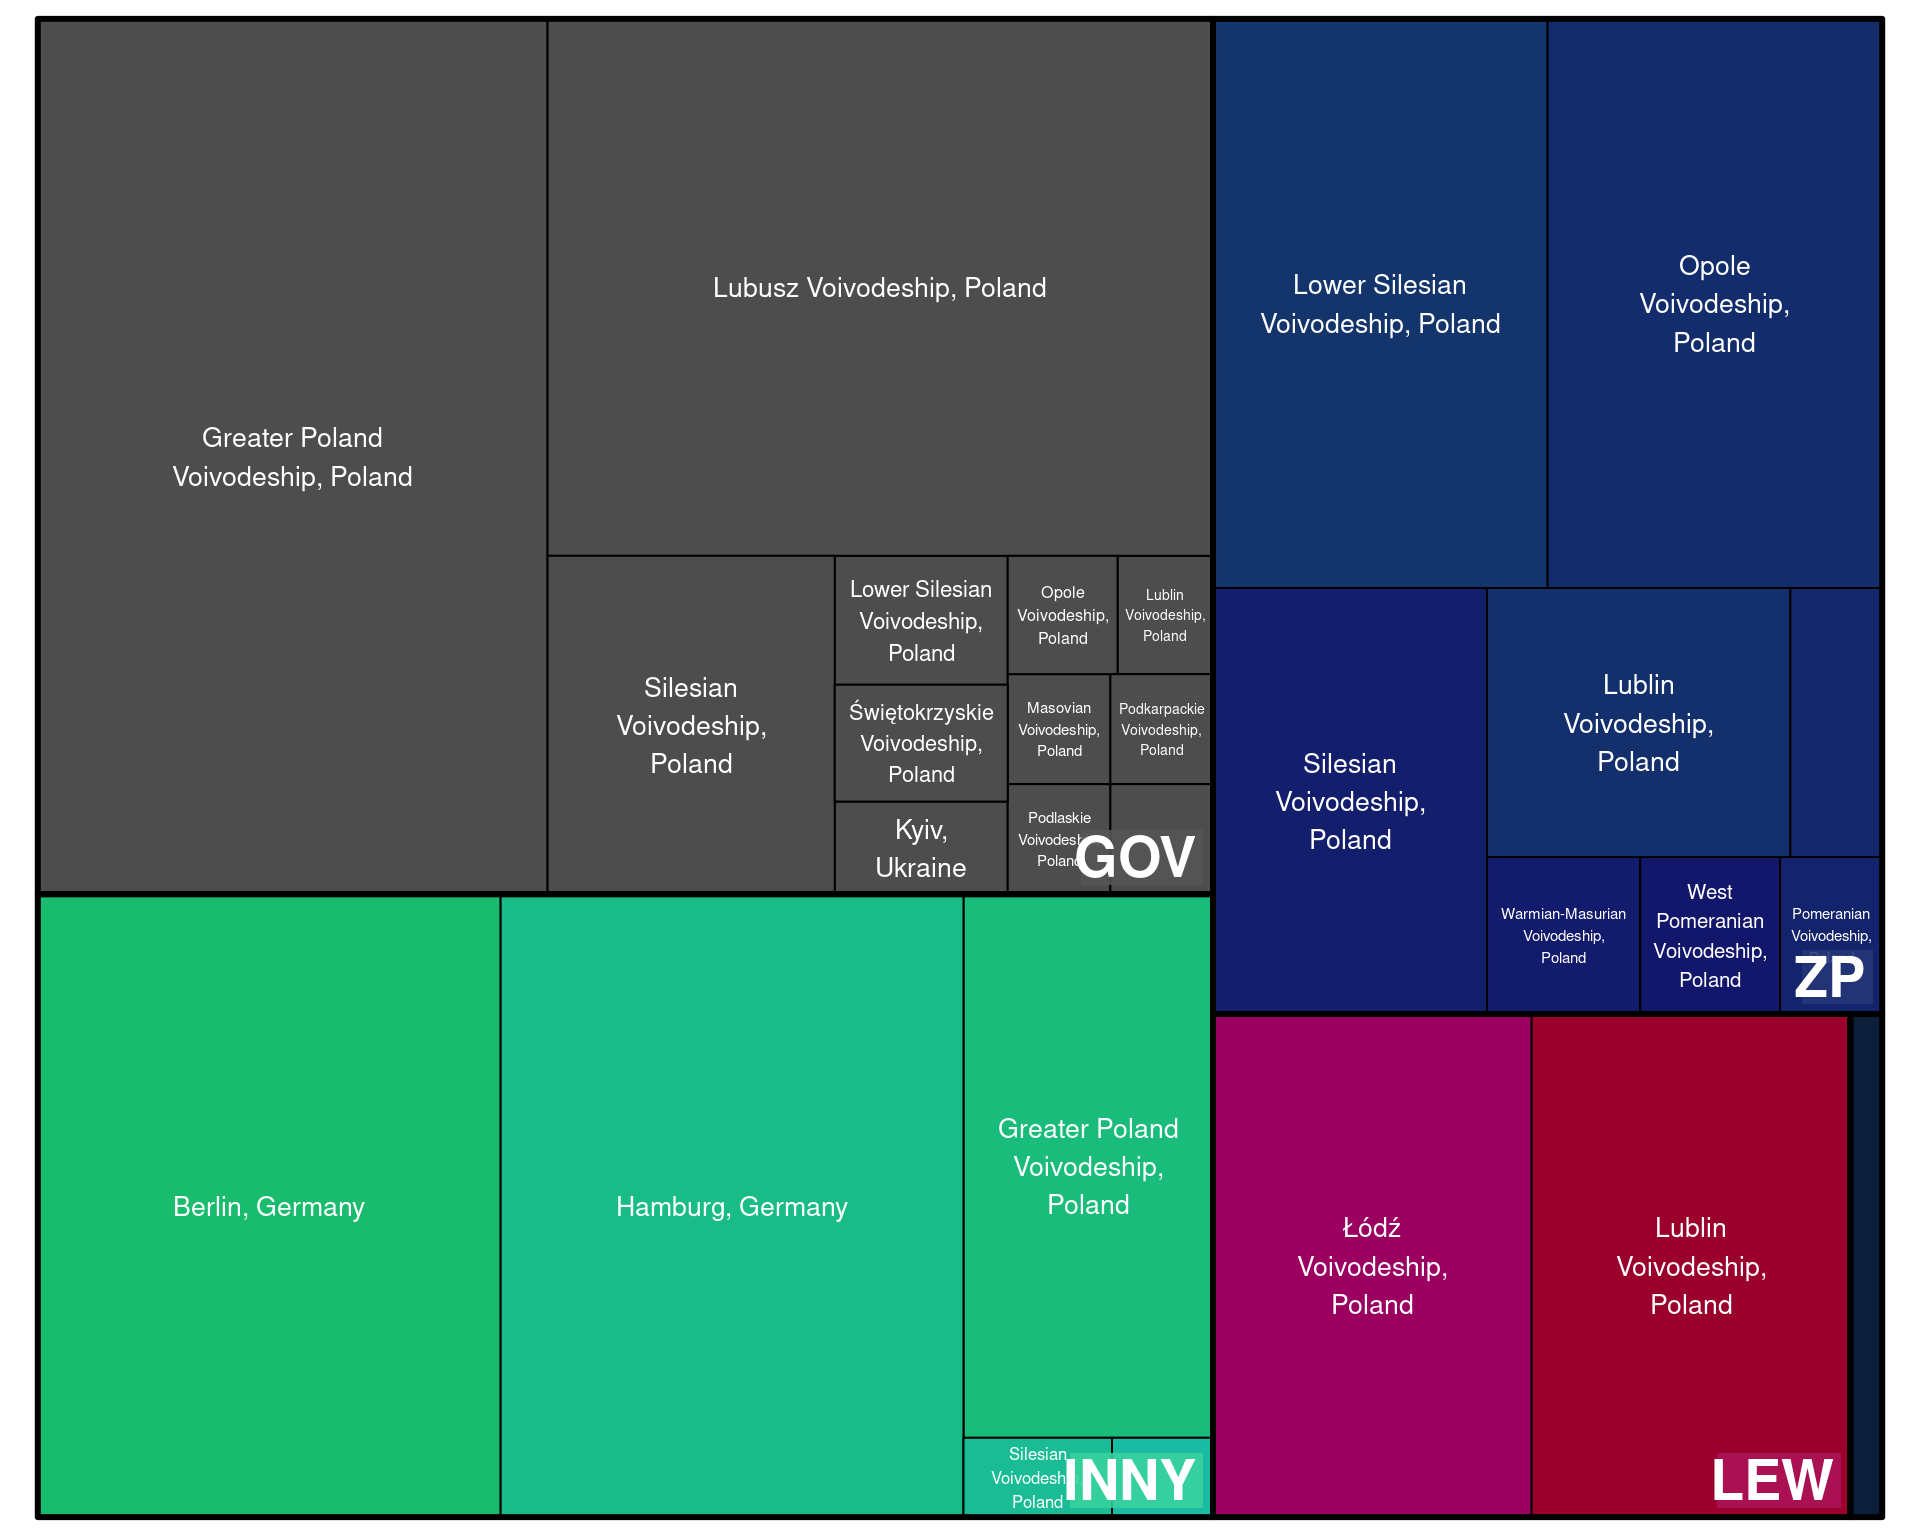 Greater Poland
Voivodeship, Poland
Lubusz Voivodeship, Poland
Silesian
Voivodeship,
Poland
Lower Silesian
Voivodeship,
Poland
Świętokrzyskie
Voivodeship,
Poland
Kyiv,
Ukraine
Opole
Voivodeship,
Poland
Lublin
Voivodeship,
Poland
Masovian
Voivodeship,
Poland
Podkarpackie
Voivodeship,
Poland
Podlaskie
Voivodeship,
Poland
GOV
Lower Silesian
Voivodeship, Poland
Opole
Voivodeship,
Poland
Silesian
Voivodeship,
Poland
Lublin
Voivodeship,
Poland
Warmian-Masurian
Voivodeship,
Poland
West
Pomeranian
Voivodeship,
Poland
Pomeranian
Voivodeship,
ZP
Berlin, Germany
Hamburg, Germany
Greater Poland
Voivodeship,
Poland
Silesian
Voivodeship,
Poland
INNY
Łódź
Voivodeship,
Poland
Lublin
Voivodeship,
Poland
LEW